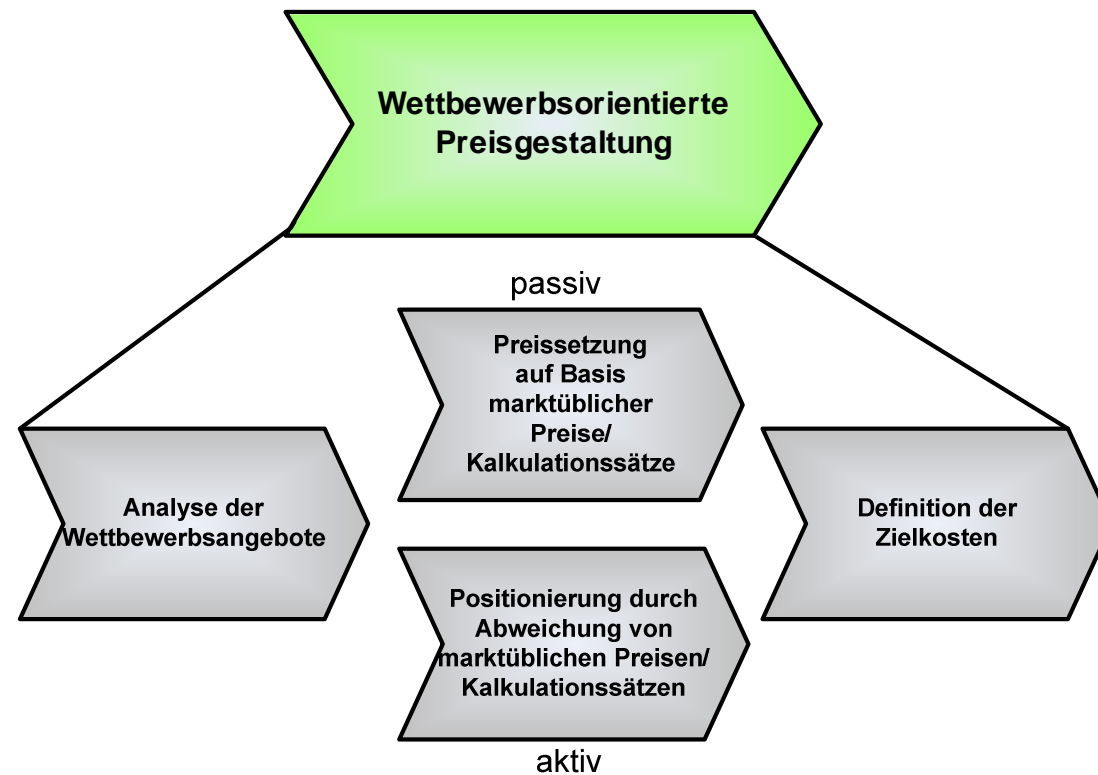 Wettbewerbsorientierte
Preisgestaltung
passiv
Preissetzung
auf Basis
marktüblicher
Preise/
Kalkulationssätze
Analyse der
Wettbewerbsangebote
Definition der
Zielkosten
Positionierung durch
Abweichung von
marktüblichen Preisen/
Kalkulationssätzen
aktiv